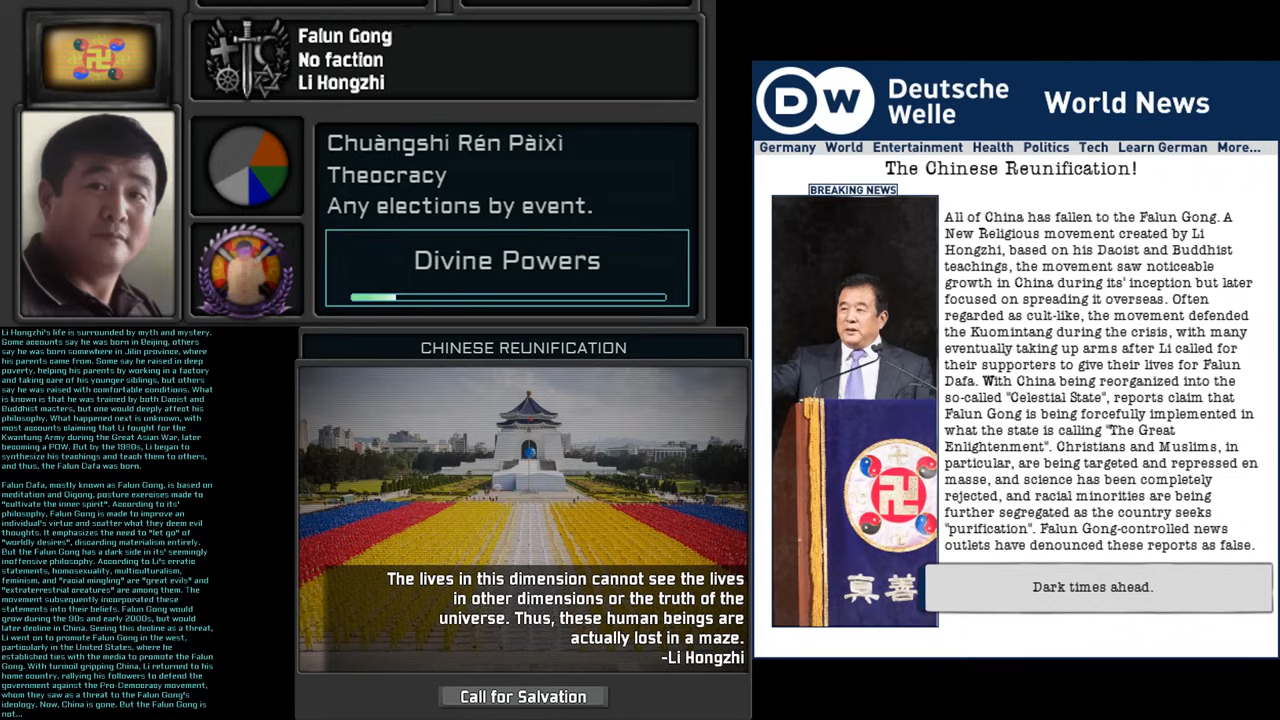 Falun Gong
No faction
Li Hongzhi
Chuàngshi Rén Pàixì
Theocracy
Any elections by event.
Divine Powers
Li Hongzhi's life is surrounded by myth and mystery.
Some accounts say he was born in Beijing, others
say he was born somewhere in Jilin province, where
his parents came from. Some say he raised in deep
poverty, helping his parents by working in a factory
and taking care of his younger siblings, but others
say he was raised with comfortable conditions. What
is known is that he was trained by both Daoist and
Buddhist masters, but one would deeply affect his
philosophy. What happened next is unknown, with
most accounts claiming that Li fought for the
Kwantung Army during the Great Asian War, later
becoming a POW. But by the 1980s, Li began to
synthesize his teachings and teach them to others,
and thus, the Falun Dafa was born.
Falun Dafa, mostly known as Falun Gong, is based on
meditation and Qigong, posture exercises made to
"cultivate the inner spirit". According to its'
philosophy, Falun Gong is made to improve an
individual's virtue and scatter what they deem evil
thoughts. It emphasizes the need to "let go" of
"worldly desires", discarding materialism entirely.
But the Falun Gong has a dark side in its' seemingly
inoffensive philosophy. According to Li's erratic
statements, homosexuality, multiculturalism,
feminism, and "racial mingling" are "great evils" and
"extraterrestrial creatures" are among them. The
movement subsequently incorporated these
statements into their beliefs. Falun Gong would
grow during the 90s and early 2000s, but would
later decline in China. Seeing this decline as a threat,
Li went on to promote Falun Gong in the west,
particularly in the United States, where he
established ties with the media to promote the Falun
Gong. With turmoil gripping China, Li returned to his
home country, rallying his followers to defend the
government against the Pro-Democracy movement,
whom they saw as a threat to the Falun Gong's
ideology. Now, China is gone. But the Falun Gong is
not...
CHINESE REUNIFICATION
The lives in this dimension cannot see the lives
in other dimensions or the truth of the
universe. Thus, these human beings are
actually lost in a maze.
-Li Hongzhi
Call for Salvation
DW
Deutsche
Welle
World News
Germany World Entertainment Health Politics Tech Learn German More...
The Chinese Reunification!
BREAKING NEWS
All of China has fallen to the Falun Gong. A
New Religious movement created by Li
Hongzhi, based on his Daoist and Buddhist
teachings, the movement saw noticeable
growth in China during its' inception but later
focused on spreading it overseas. Often
regarded as cult-like, the movement defended
the Kuomintang during the crisis, with many
eventually taking up arms after Li called for
their supporters to give their lives for Falun
Dafa. With China being reorganized into the
so-called "Celestial State", reports claim that
Falun Gong is being forcefully implemented in
what the state is calling "The Great
Enlightenment". Christians and Muslims, in
particular, are being targeted and repressed en
masse, and science has been completely
rejected, and racial minorities are being
further segregated as the country seeks
"purification". Falun Gong-controlled news
outlets have denounced these reports as false.
真 善
Dark times ahead.